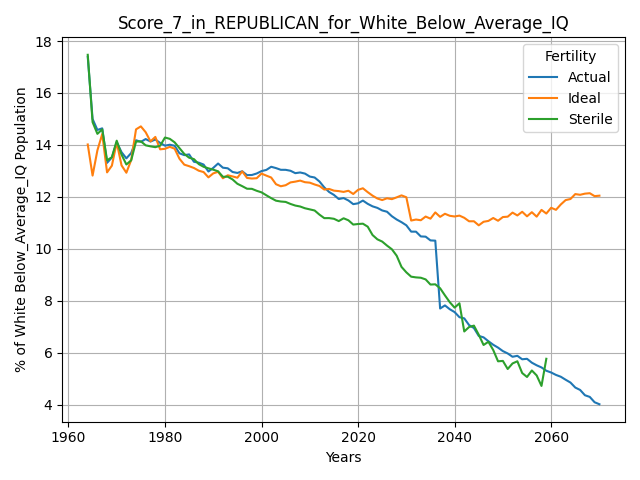 Score_7_in_REPUBLICAN_for_White_Below_Average_IQ
% of White Below_Average_IQ Population
18
16
14
12
10
8
6
4
Fertility
Actual
Ideal
Sterile
1960
1980
2000
2020
2040
2060
Years